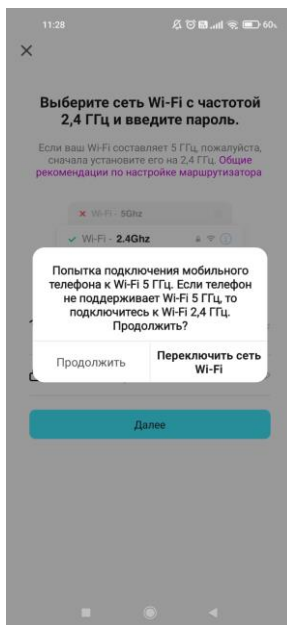 11:28
60
Выберите сеть Wi-Fi с частотой
2,4 ГГц и введите пароль.
Если ваш Wi-Fi составляет 5 ГГц, пожалуйста,
сначала установите его на 2,4 ГГц. Общие
рекомендации по настройке маршрутизатора
Wi-Fi - 5Ghz
Wi-Fi - 2.4Ghz
Попытка подключения мобильного
телефона к Wi-Fi 5 ГГц. Если телефон
не поддерживает Wi-Fi 5 ГГц, то
подключитесь к Wi-Fi 2,4 ГГц.
Продолжить?
Продолжить
Переключить сеть
Wi-Fi
Далее